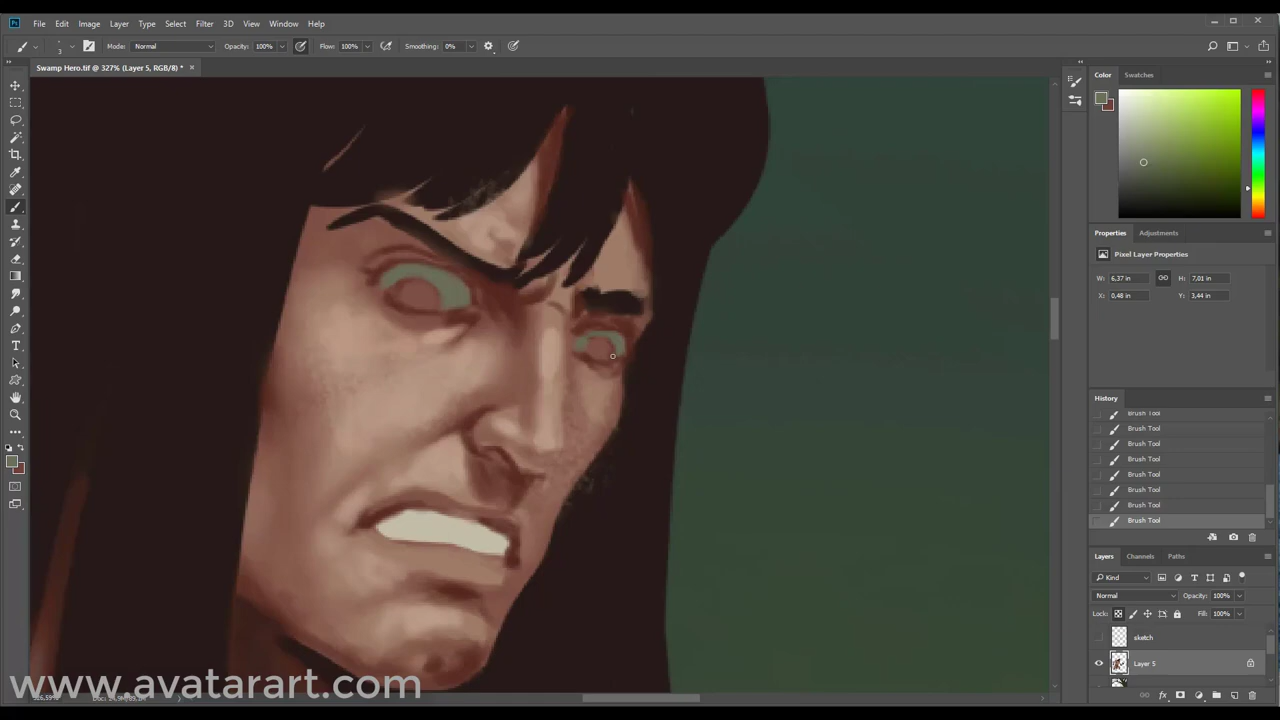 Ps File Edit Image Layer Type Select Filter 3D View Window Help
3 Mode: Normal Opacity: 100% Flow: 100% Smoothing: 0%
Swamp Hero.tif @ 327% (Layer 5, RGB/8) *
Color Swatches
Properties Adjustments
Pixel Layer Properties
W: 6,37 in H: 7,01 in
X: 0,48 in Y: 3,44 in
History
Brush Tool
Brush Tool
Brush Tool
Brush Tool
Brush Tool
Brush Tool
Brush Tool
Brush Tool
Layers Channels Paths
Kind
Normal Opacity: 100%
Lock: Fill: 100%
sketch
Layer 5
www.avatarart.com